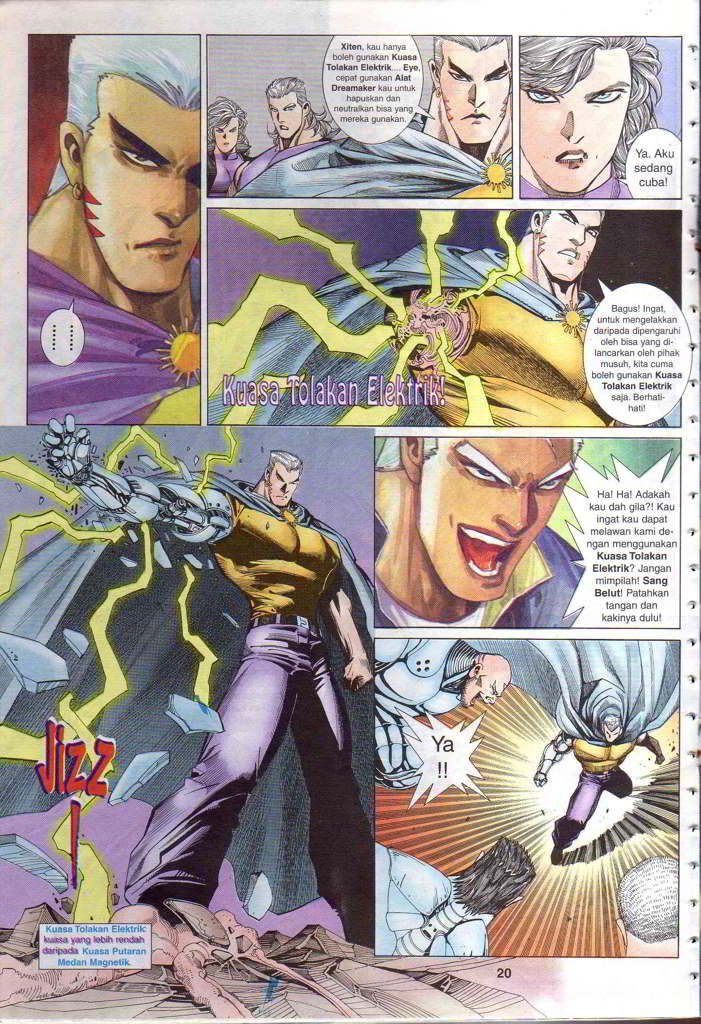 Xiten, kau hanya
boleh gunakan Kuasa
Tolakan Elektrik.... Eye,
cepat gunakan Alat
Dreamaker kau untuk
hapuskan dan
neutralkan bisa yang
mereka gunakan.
Ya. Aku
sedang
cuba!
Bagus! Ingat,
untuk mengelakkan
daripada dipengaruhi
oleh bisa yang di-
lancarkan oleh pihak
musuh, kita cuma
boleh gunakan Kuasa
Tolakan Elektrik
saja. Berhati-
hati!
Kuasa Tolakan Elektrik!
Ha! Ha! Adakah
kau dah gila?! Kau
ingat kau dapat
melawan kami de-
ngan menggunakan
Kuasa Tolakan
Elektrik? Jangan
mimpilah! Sang
Belut! Patahkan
tangan dan
kakinya dulu!
Jizz
!
Ya
!!
Kuasa Tolakan Elektrik:
kuasa yang lebih rendah
daripada Kuasa Putaran
Medan Magnetik
20